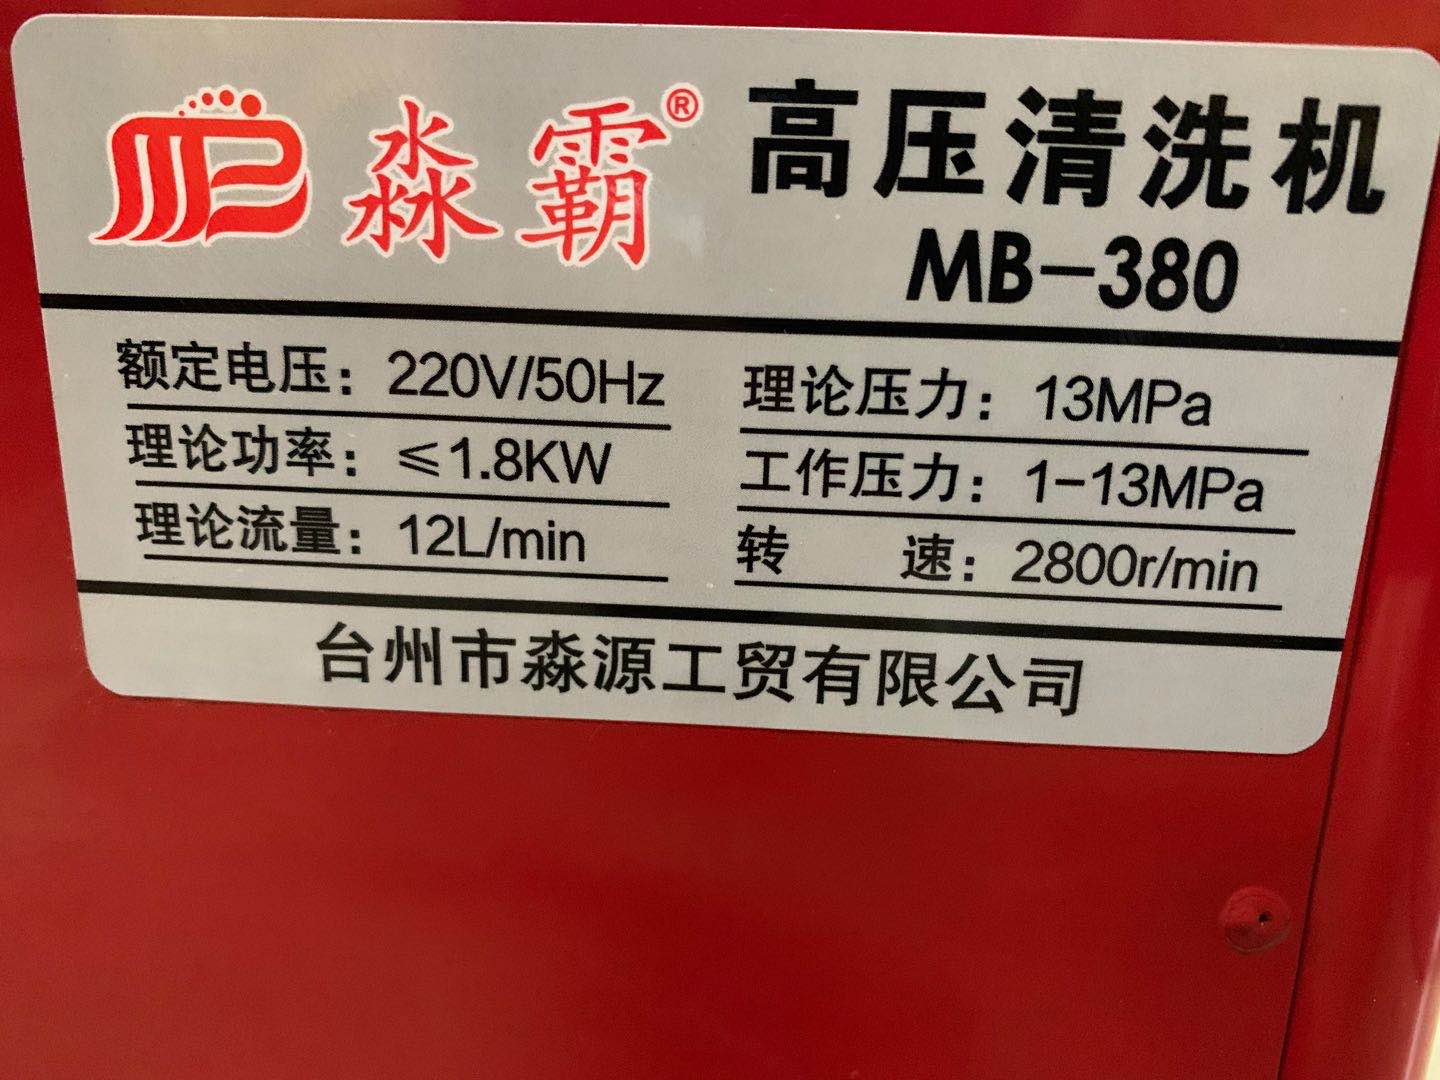 淼霸® 高压清洗机
MB-380
额定电压：220V/50Hz 理论压力：13MPa
理论功率：≤1.8KW 工作压力：1-13MPa
理论流量：12L/min 转 速：2800r/min
台州市淼源工贸有限公司